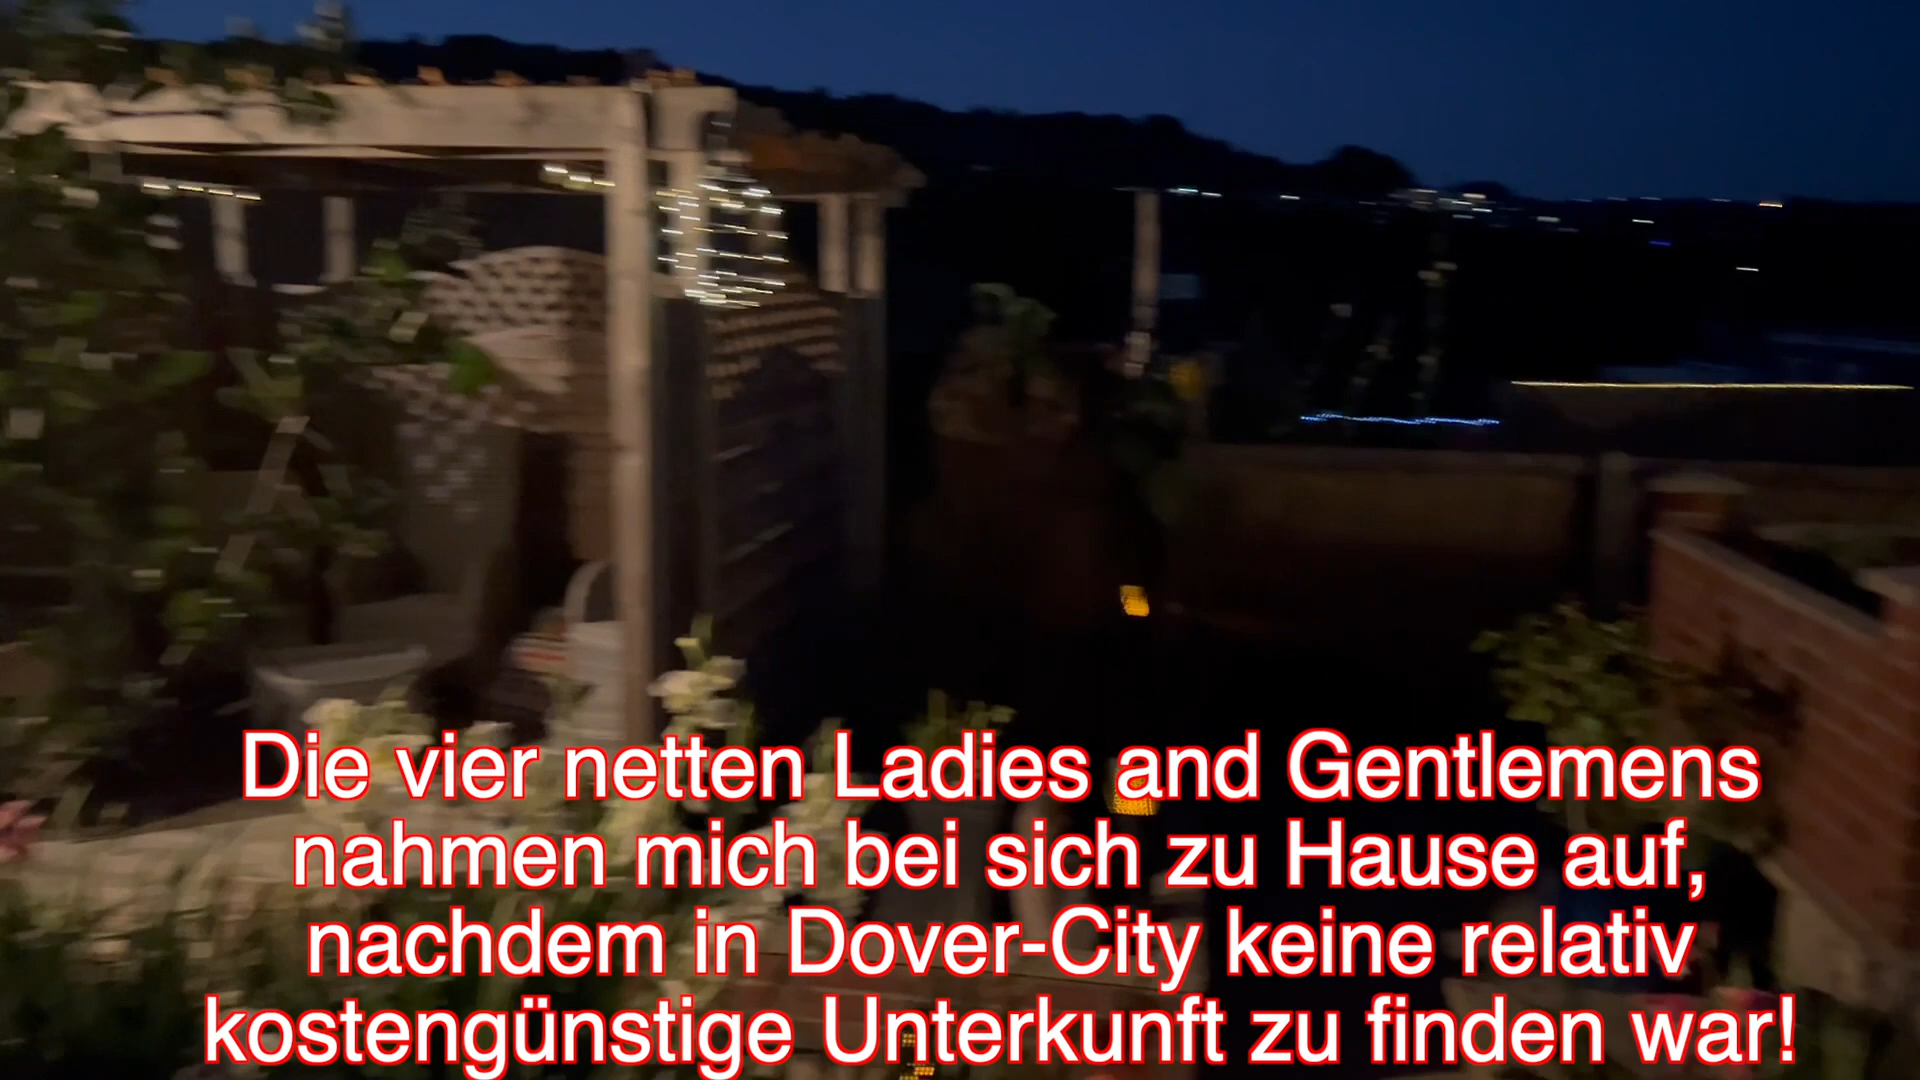 Die vier netten Ladies and Gentlemens
nahmen mich bei sich zu Hause auf,
nachdem in Dover-City keine relativ
kostengünstige Unterkunft zu finden war!